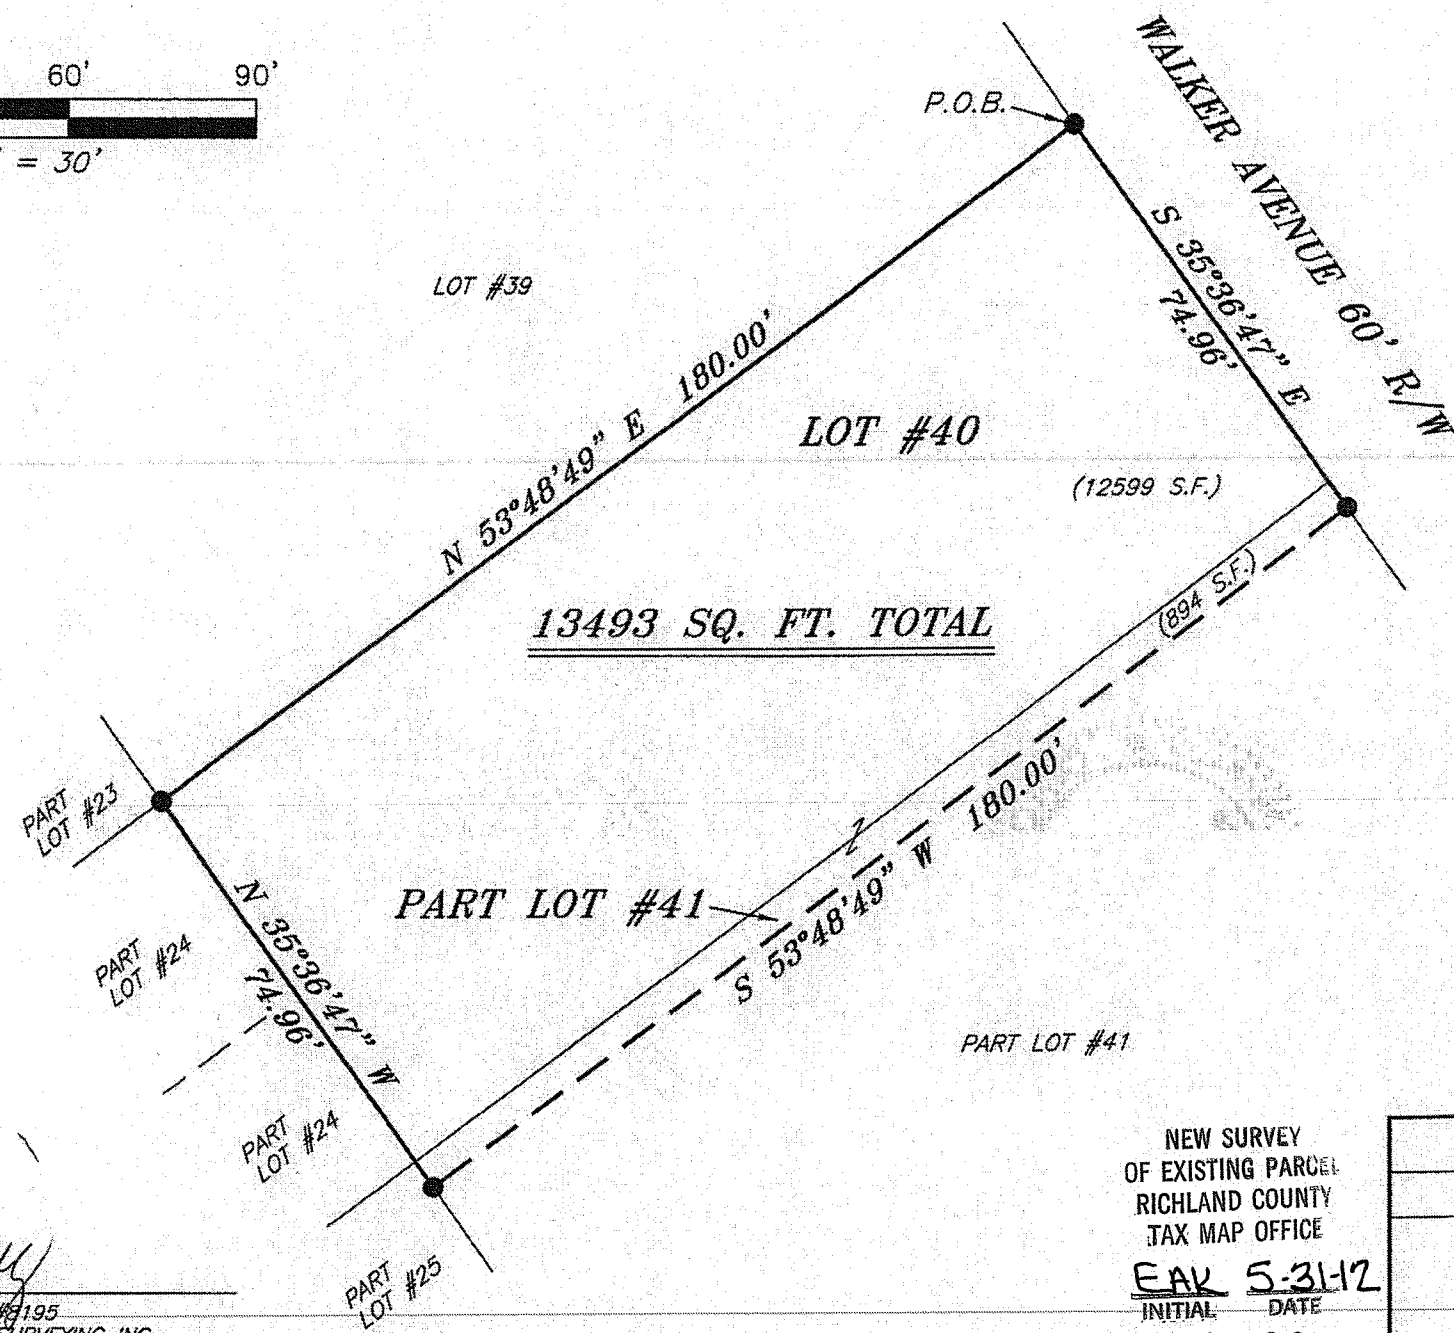 60' 90'
= 30'
P.O.B.
WALKER AVENUE 60' R/W
S 35°36'47" E
74.96'
LOT #39
N 53°48'49" E 180.00'
LOT #40
(12599 S.F.)
(894 S.F.)
13493 SQ. FT. TOTAL
S 53°48'49" W 180.00'
PART
LOT #23
PART LOT #41
N 35°36'47" W
74.96'
PART
LOT #24
PART LOT #41
PART
LOT #24
PART
LOT #25
NEW SURVEY
OF EXISTING PARCEL
RICHLAND COUNTY
TAX MAP OFFICE
EAK 5-31-12
INITIAL DATE
#8195
SURVEYING INC